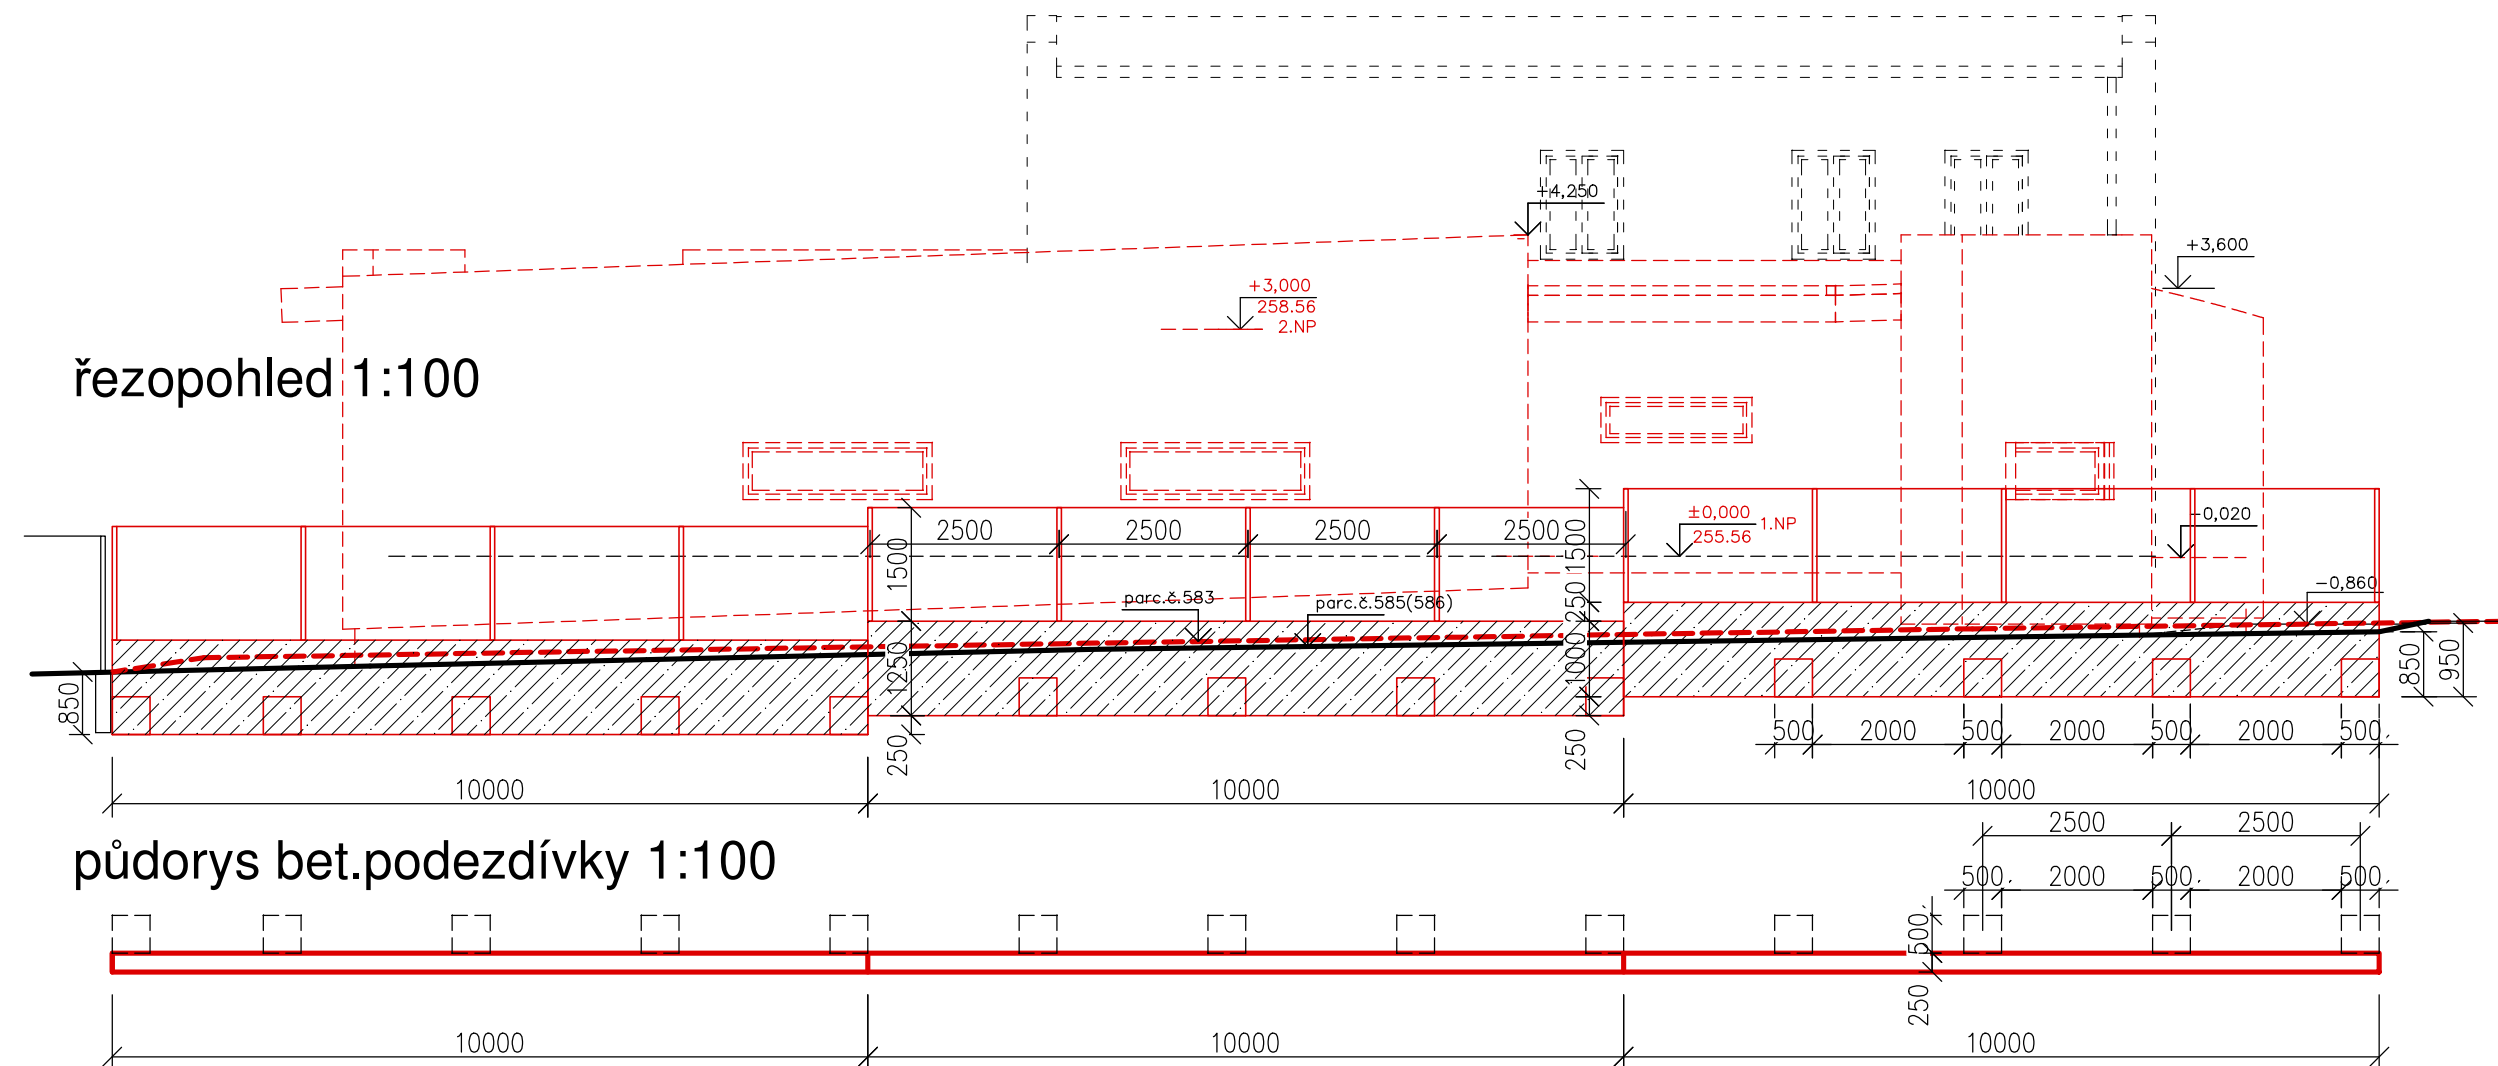 +4,250
+3,600
+3,000
258.56
2.NP
řezopohled 1:100
±0,000
1.NP
255.56
-0,020
-0,860
2500 2500 2500 2500
1500
1250
250
1500
250
1000
250
parc.č.583
parc.č.585(586)
850
850
950
500 2000 500 2000 500 2000 500
10000 10000 10000
2500 2500
půdorys bet.podezdívky 1:100
500 2000 500 2000 500
500
250
10000 10000 10000